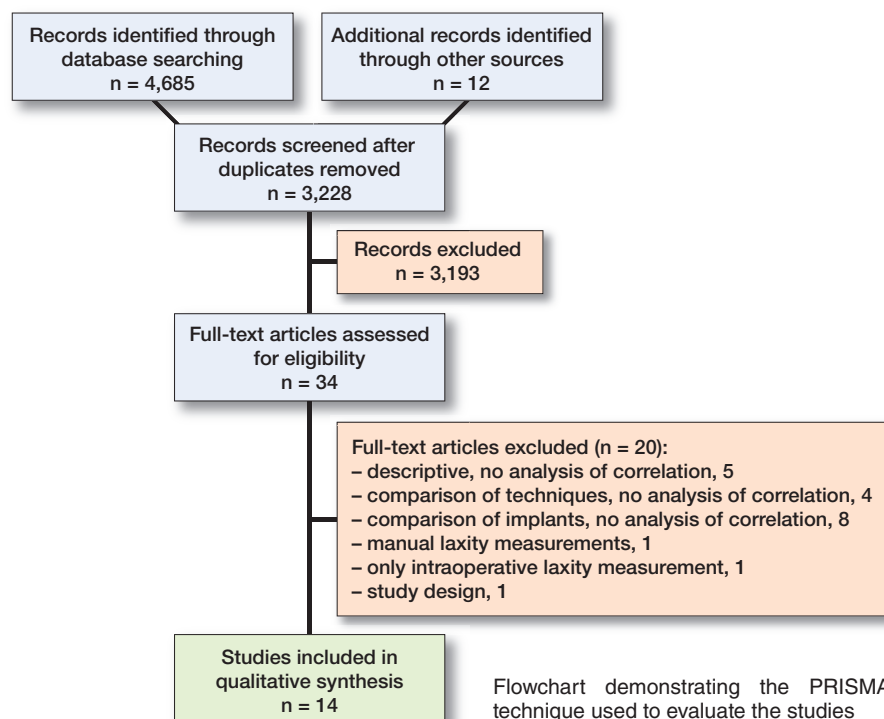 Records identified through
database searching
n = 4,685
Additional records identified
through other sources
n = 12
Records screened after
duplicates removed
n = 3,228
Records excluded
n = 3,193
Full-text articles assessed
for eligibility
n = 34
Full-text articles excluded (n = 20):
– descriptive, no analysis of correlation, 5
– comparison of techniques, no analysis of correlation, 4
– comparison of implants, no analysis of correlation, 8
– manual laxity measurements, 1
– only intraoperative laxity measurement, 1
– study design, 1
Studies included in
qualitative synthesis
n = 14
Flowchart demonstrating the PRISMA
technique used to evaluate the studies